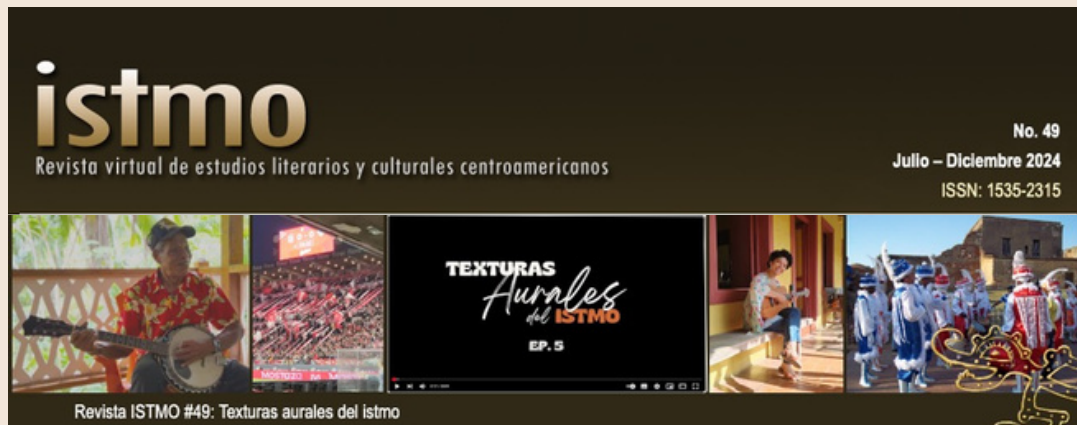 istmo
Revista virtual de estudios literarios y culturales centroamericanos
No. 49
Julio – Diciembre 2024
ISSN: 1535-2315
TEXTURAS
Aurales
del ISTMO
EP. 5
Revista ISTMO #49: Texturas aurales del istmo